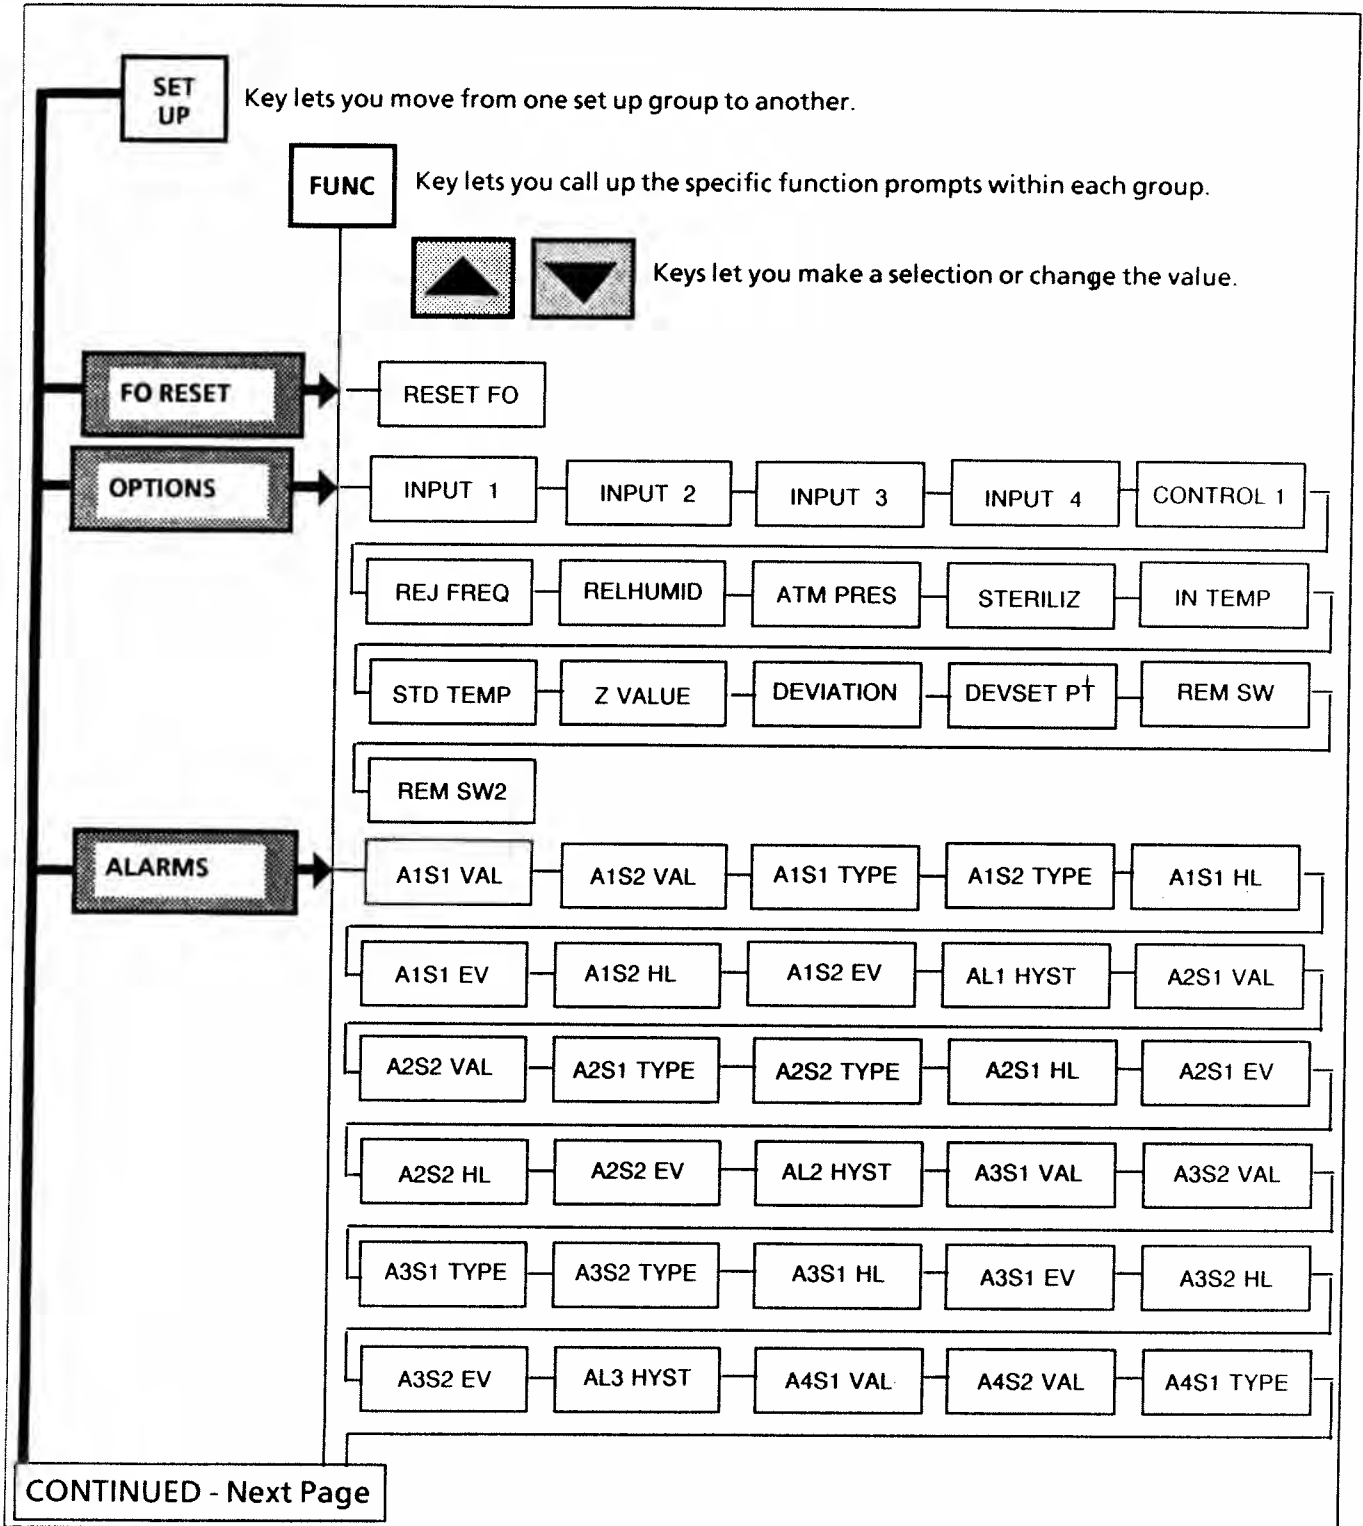 SET
UP
Key lets you move from one set up group to another.
FUNC
Key lets you call up the specific function prompts within each group.
Keys let you make a selection or change the value.
FO RESET
RESET FO
OPTIONS
INPUT 1
INPUT 2
INPUT 3
INPUT 4
CONTROL 1
REJ FREQ
RELHUMID
ATM PRES
STERILIZ
IN TEMP
STD TEMP
Z VALUE
DEVIATION
DEVSET PT
REM SW
REM SW2
ALARMS
A1S1 VAL
A1S2 VAL
A1S1 TYPE
A1S2 TYPE
A1S1 HL
A1S1 EV
A1S2 HL
A1S2 EV
AL1 HYST
A2S1 VAL
A2S2 VAL
A2S1 TYPE
A2S2 TYPE
A2S1 HL
A2S1 EV
A2S2 HL
A2S2 EV
AL2 HYST
A3S1 VAL
A3S2 VAL
A3S1 TYPE
A3S2 TYPE
A3S1 HL
A3S1 EV
A3S2 HL
A3S2 EV
AL3 HYST
A4S1 VAL
A4S2 VAL
A4S1 TYPE
CONTINUED - Next Page